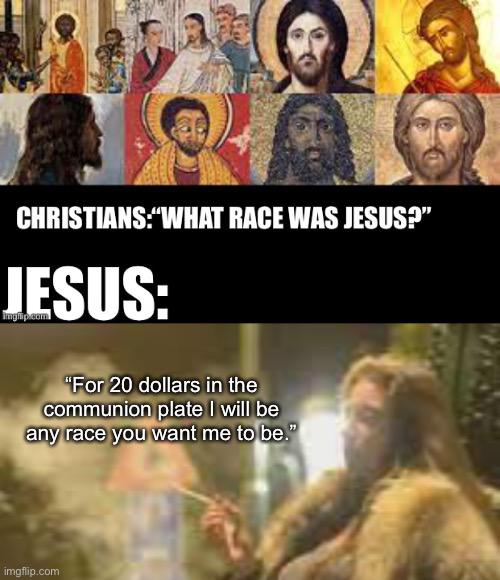 CHRISTIANS:“WHAT RACE WAS JESUS?”
JESUS:
imgflip.com
“For 20 dollars in the
communion plate I will be
any race you want me to be.”
imgflip.com